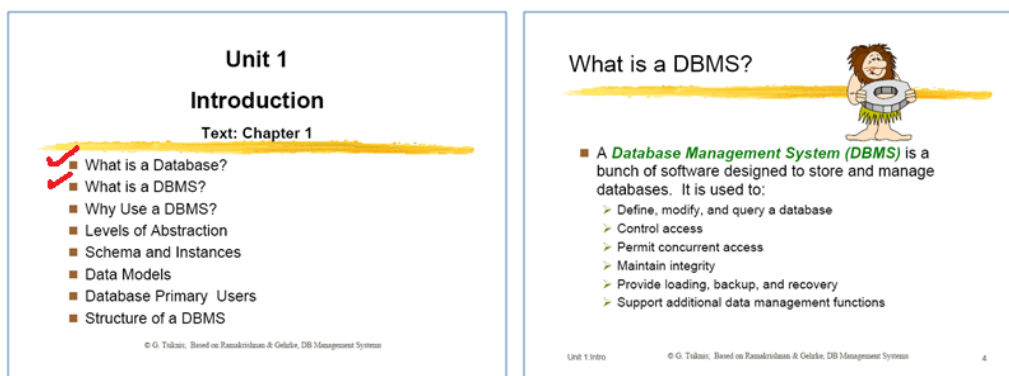 Unit 1
Introduction
Text: Chapter 1
What is a Database?
What is a DBMS?
Why Use a DBMS?
Levels of Abstraction
Schema and Instances
Data Models
Database Primary Users
Structure of a DBMS
© G. Tsiknis; Based on Ramakrishnan & Gehrke, DB Management Systems
What is a DBMS?
A Database Management System (DBMS) is a
bunch of software designed to store and manage
databases. It is used to:
Define, modify, and query a database
Control access
Permit concurrent access
Maintain integrity
Provide loading, backup, and recovery
Support additional data management functions
Unit 1:Intro
© G. Tsiknis; Based on Ramakrishnan & Gehrke, DB Management Systems
4